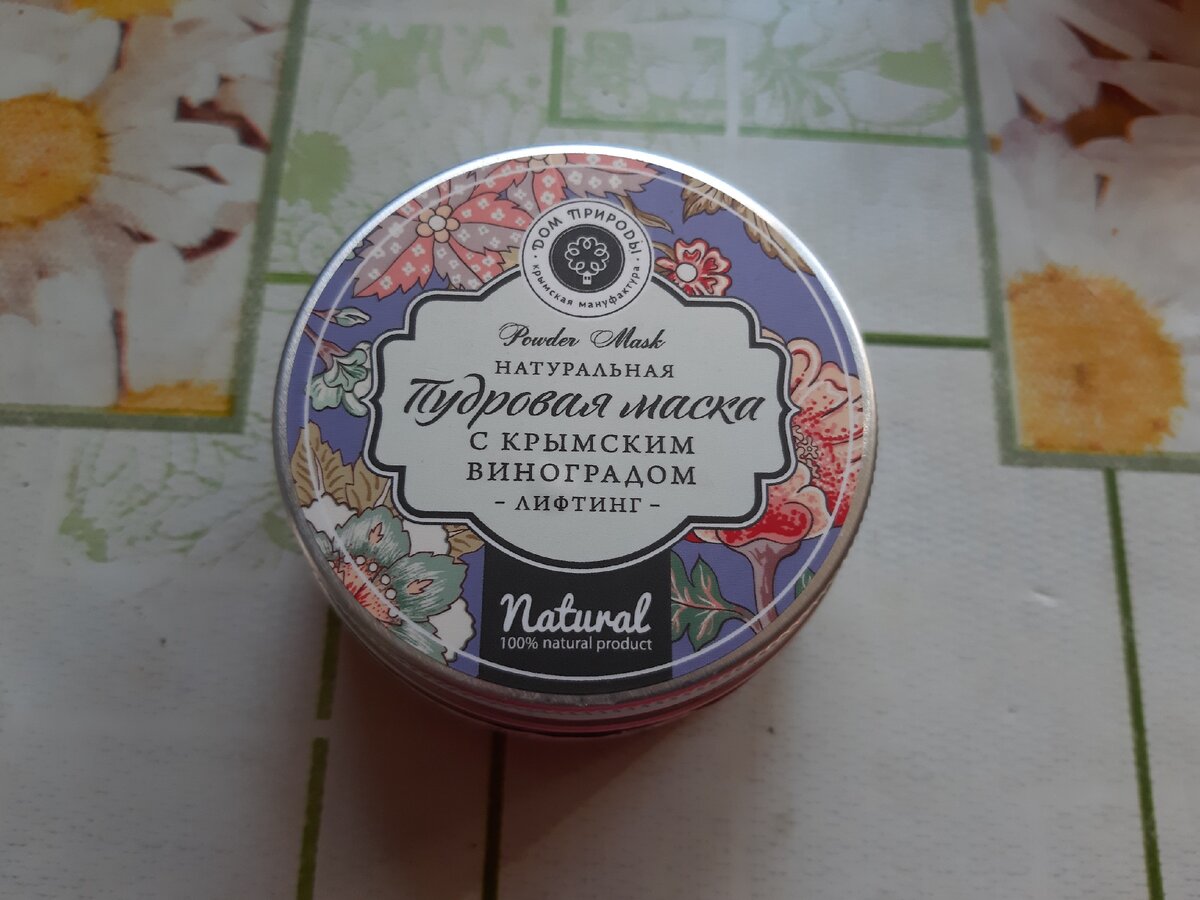 ДОМ ПРИРОДЫ
крымская мануфактура
Powder Mask
НАТУРАЛЬНАЯ
Пудровая маска
С КРЫМСКИМ
ВИНОГРАДОМ
- ЛИФТИНГ -
Natural
100% natural product